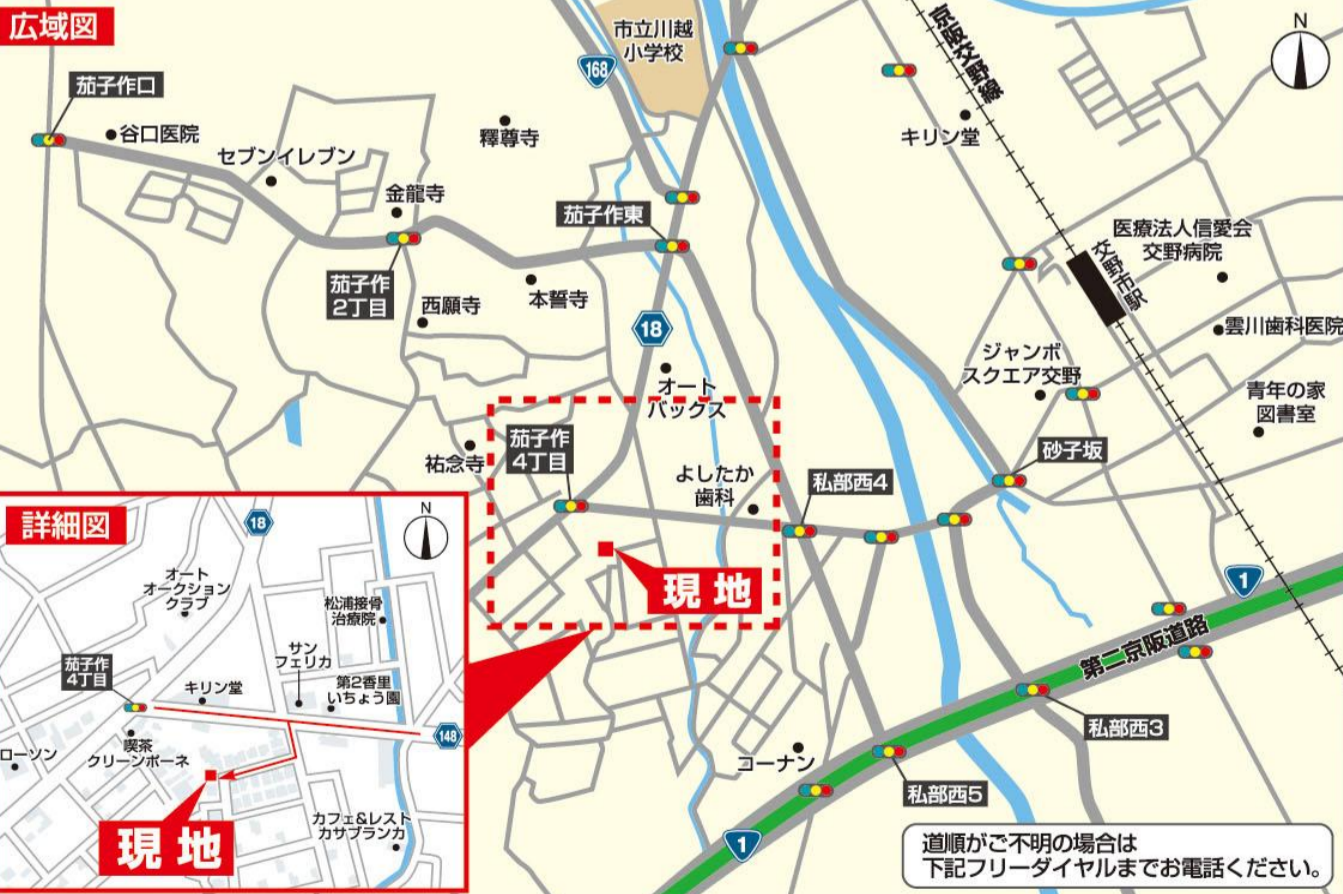 広域図
茄子作口
谷口医院
セブンイレブン
金龍寺
釋尊寺
168
市立川越
小学校
京阪交野線
N
キリン堂
茄子作東
茄子作
2丁目
西願寺
本誓寺
18
オート
バックス
医療法人信愛会
交野病院
交野市駅
雲川歯科医院
ジャンボ
スクエア交野
青年の家
図書室
祐念寺
茄子作
4丁目
よしたか
歯科
私部西4
砂子坂
現地
1
第二京阪道路
私部西3
コーナン
私部西5
1
道順がご不明の場合は
下記フリーダイヤルまでお電話ください。
詳細図
18
N
オート
オークション
クラブ
松浦接骨
治療院
茄子作
4丁目
キリン堂
サン
フェリカ
第2香里
いちょう園
148
ローソン
喫茶
クリーンボーネ
現地
カフェ&レスト
カサブランカ